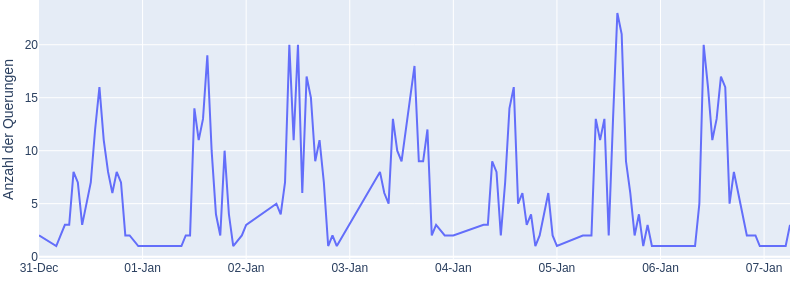 Anzahl der Querungen
20
15
10
5
0
31-Dec
01-Jan
02-Jan
03-Jan
04-Jan
05-Jan
06-Jan
07-Jan